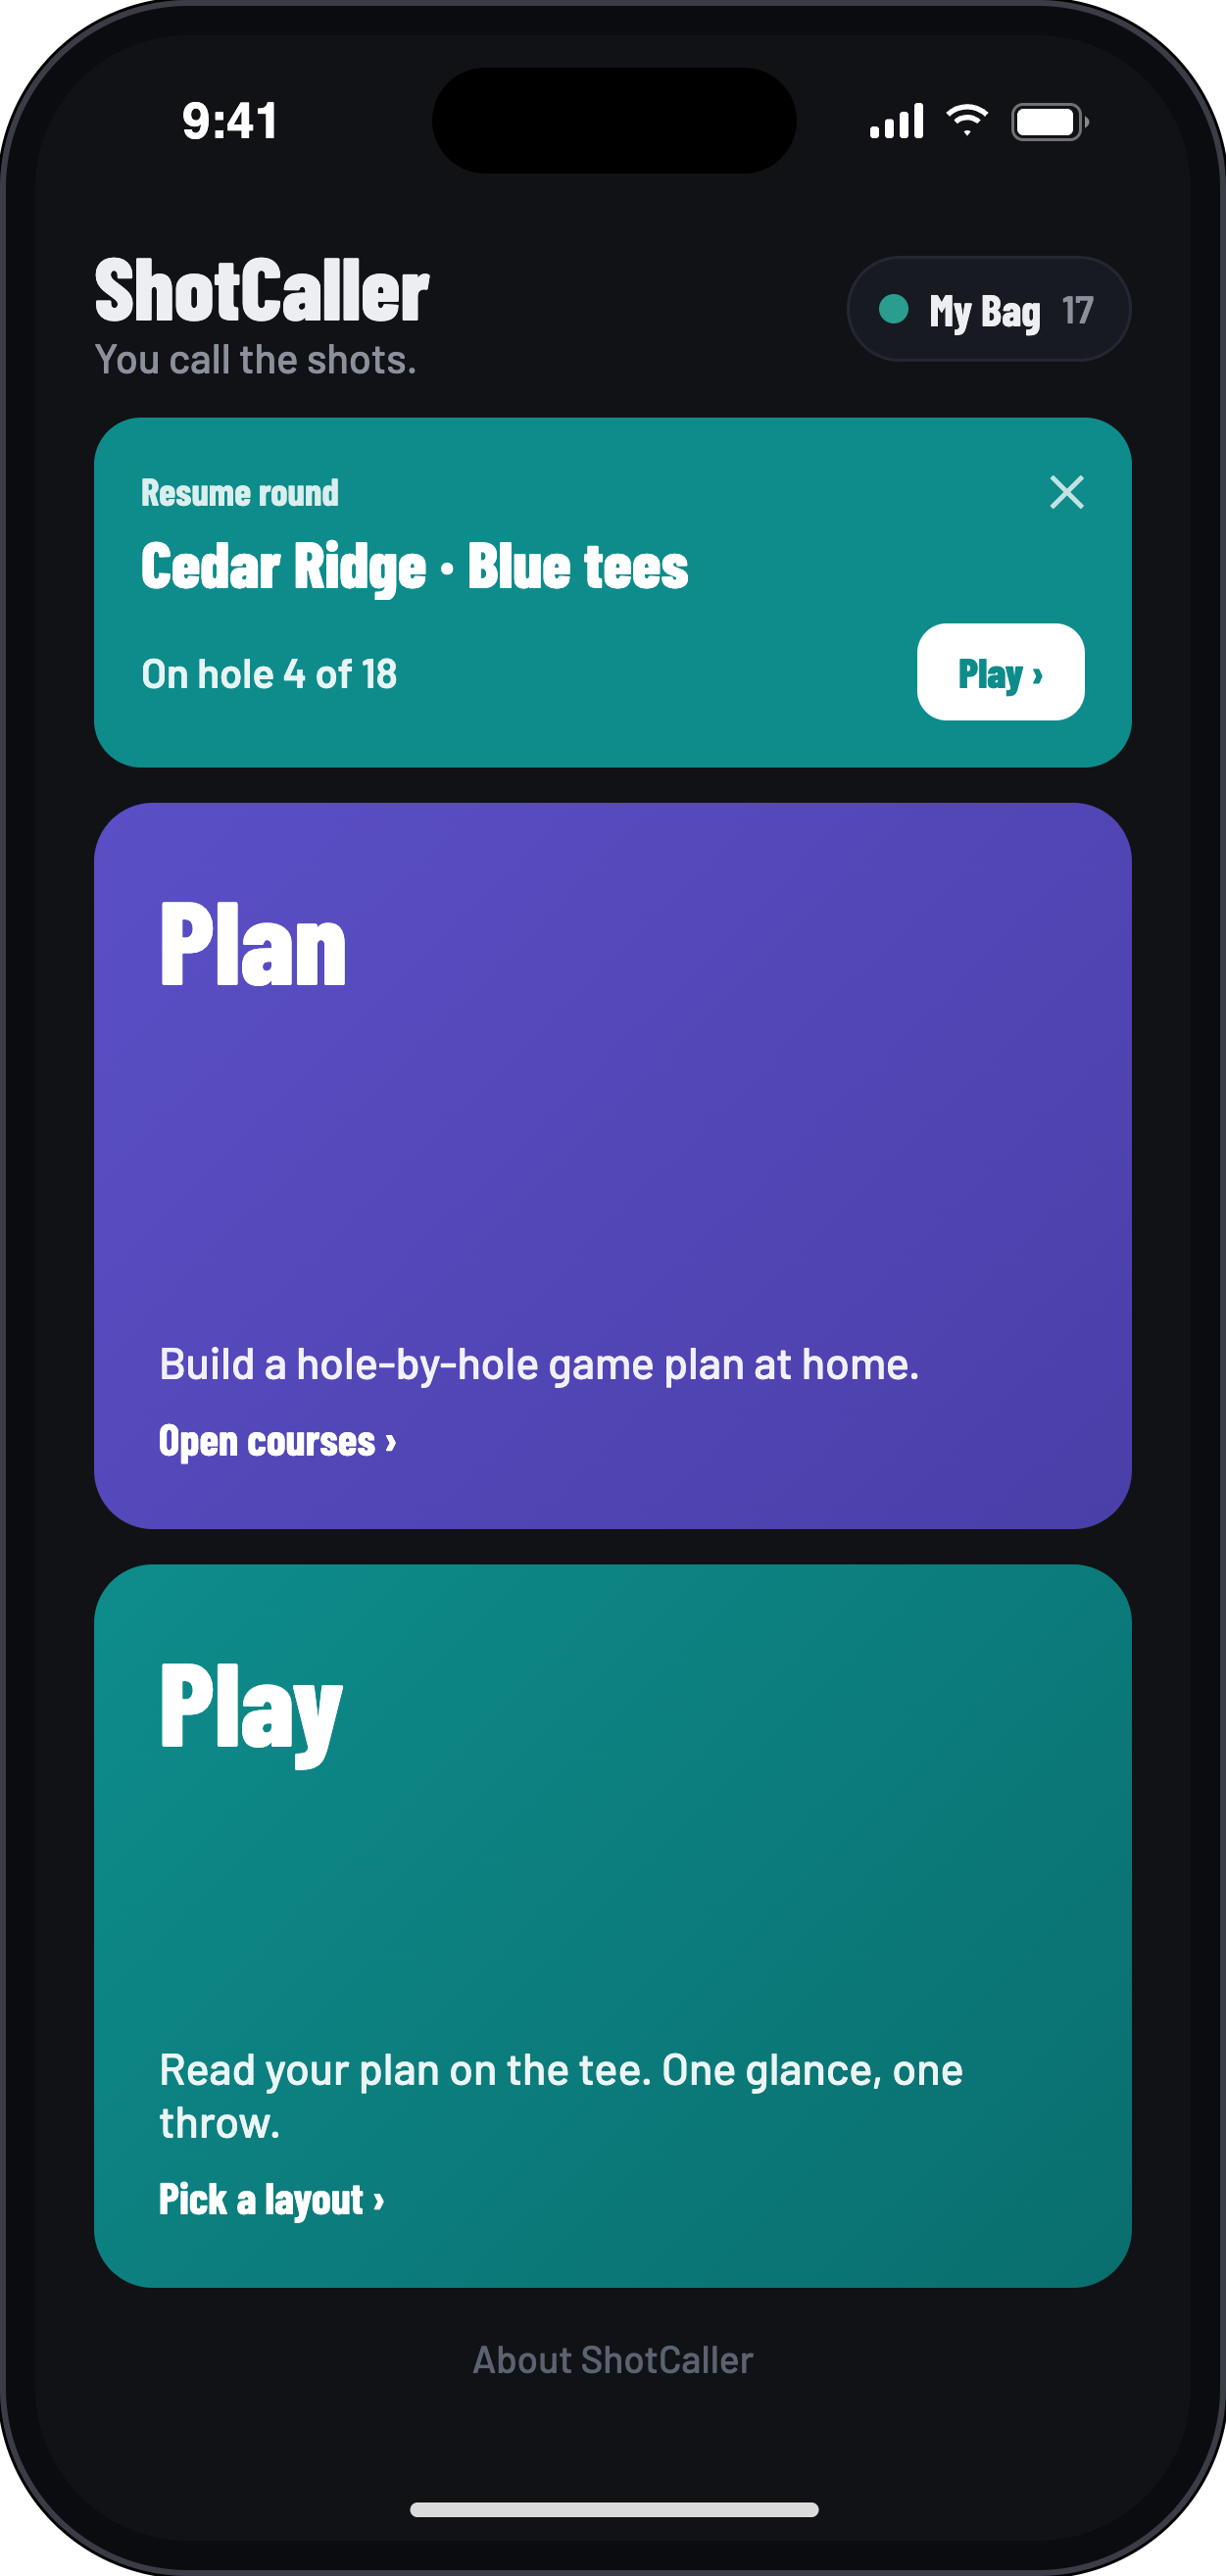 9:41
ShotCaller
You call the shots.
My Bag 17
Resume round
Cedar Ridge · Blue tees
On hole 4 of 18
Play ›
Plan
Build a hole-by-hole game plan at home.
Open courses ›
Play
Read your plan on the tee. One glance, one
throw.
Pick a layout ›
About ShotCaller